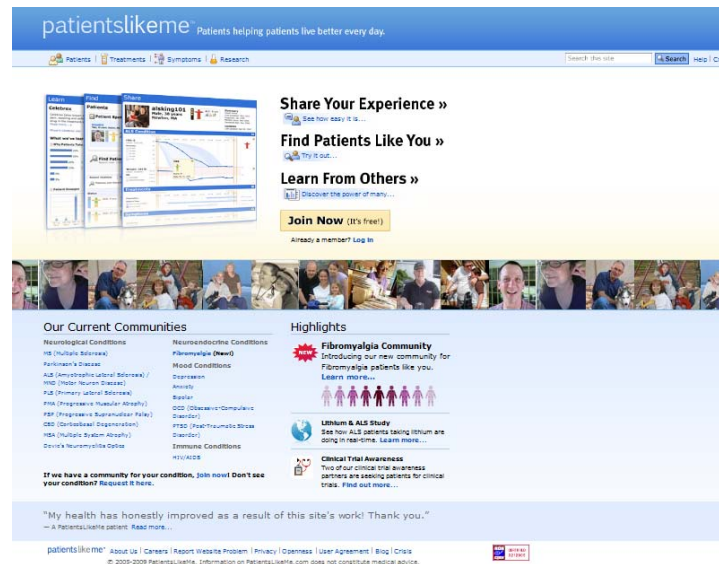 patientslikeme™ Patients helping patients live better every day.
Patients | Treatments | Symptoms | Research
Search this site Search Help |
Learn
Find
Share
Celebrex
Patients
alsking101
Share Your Experience »
See how easy it is...
Find Patients Like You »
Try it out...
Learn From Others »
Discover the power of many...
Join Now (It's free!)
Already a member? Log in
Our Current Communities
Neurological Conditions
MS (Multiple Sclerosis)
Parkinson's Disease
ALS (Amyotrophic Lateral Sclerosis) /
MND (Motor Neuron Disease)
PLS (Primary Lateral Sclerosis)
PMA (Progressive Muscular Atrophy)
PSP (Progressive Supranuclear Palsy)
CBD (Corticobasal Degeneration)
MSA (Multiple System Atrophy)
Devic's Neuromyelitis Optica
Neuroendocrine Conditions
Fibromyalgia (New!)
Mood Conditions
Depression
Anxiety
Bipolar
OCD (Obsessive-Compulsive
Disorder)
PTSD (Post-Traumatic Stress
Disorder)
Immune Conditions
HIV/AIDS
If we have a community for your condition, join now! Don't see
your condition? Request it here.
Highlights
NEW
Fibromyalgia Community
Introducing our new community for
Fibromyalgia patients like you.
Learn more...
Lithium & ALS Study
See how ALS patients taking lithium are
doing in real-time. Learn more...
Clinical Trial Awareness
Two of our clinical trial awareness
partners are seeking patients for clinical
trials. Find out more...
"My health has honestly improved as a result of this site's work! Thank you."
— A PatientsLikeMe patient Read more...
patientslikeme™ About Us | Careers | Report Website Problem | Privacy | Openness | User Agreement | Blog | Crisis
© 2005-2009 PatientsLikeMe. Information on PatientsLikeMe.com does not constitute medical advice.